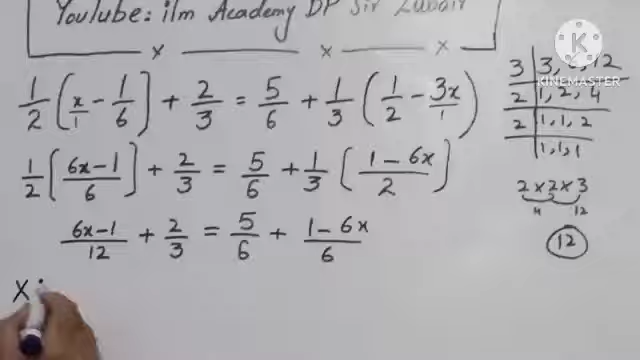 YouTube: ilm Academy DP Sir Zubair
x x x
1/2 (x/1 - 1/6) + 2/3 = 5/6 + 1/3 (1/2 - 3x/1)
1/2 (6x-1/6) + 2/3 = 5/6 + 1/3 (1-6x/2)
6x-1/12 + 2/3 = 5/6 + 1-6x/6
X
3 | 3, , 12
2 | 1, 2, 4
2 | 1, 1, 2
1, 1, 1
2 x 2 x 3
4 12
12
K
KINEMASTER